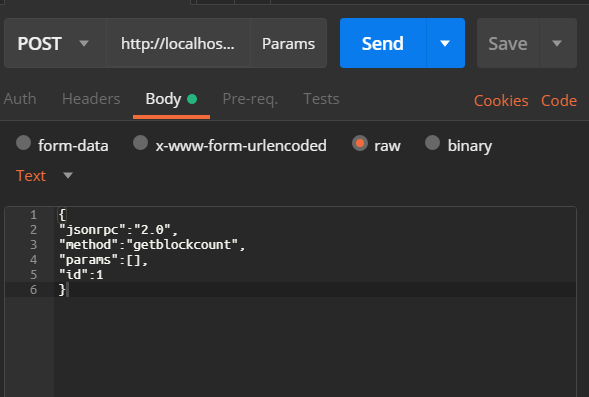 POST http://localhos... Params Send Save
Auth Headers Body Pre-req. Tests Cookies Code
form-data x-www-form-urlencoded raw binary
Text
1 {
2 "jsonrpc":"2.0",
3 "method":"getblockcount",
4 "params":[],
5 "id":1
6 }